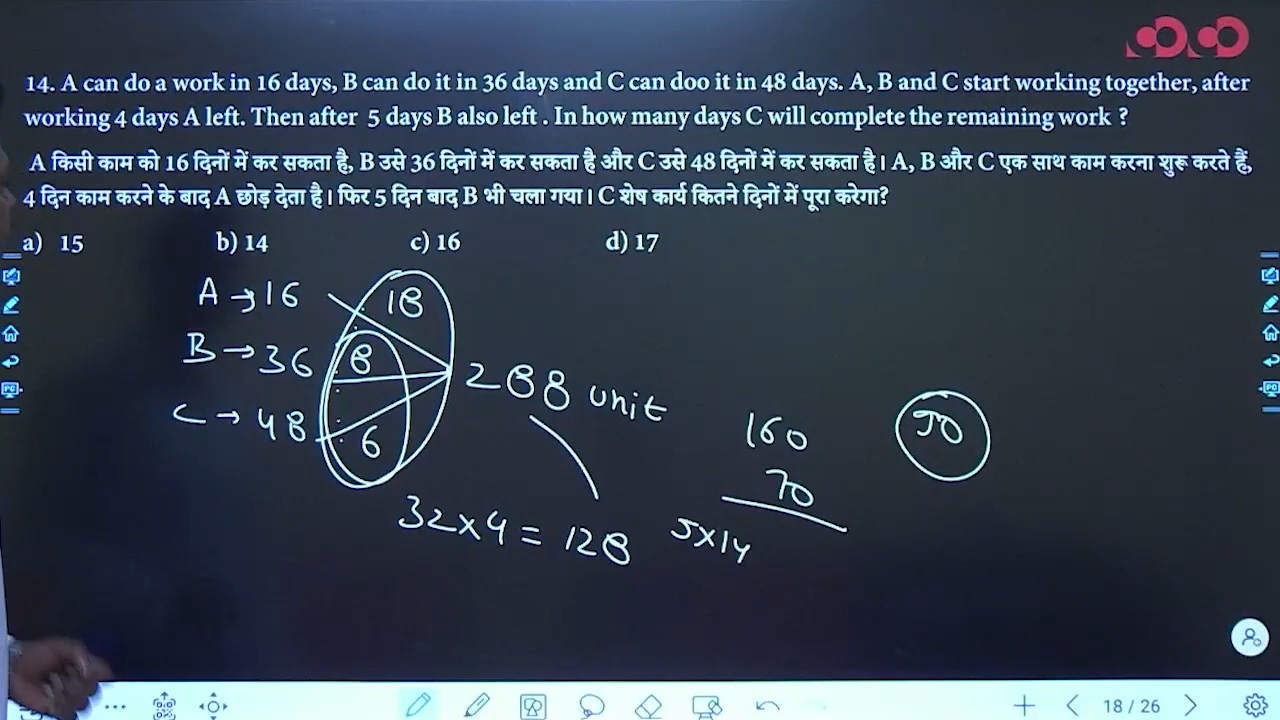 14. A can do a work in 16 days, B can do it in 36 days and C can doo it in 48 days. A, B and C start working together, after
working 4 days A left. Then after 5 days B also left . In how many days C will complete the remaining work ?
A किसी काम को 16 दिनों में कर सकता है, B उसे 36 दिनों में कर सकता है और C उसे 48 दिनों में कर सकता है। A, B और C एक साथ काम करना शुरू करते हैं,
4 दिन काम करने के बाद A छोड़ देता है। फिर 5 दिन बाद B भी चला गया। C शेष कार्य कितने दिनों में पूरा करेगा?
a) 15 b) 14 c) 16 d) 17
A → 16 18
B → 36 8 288 unit
C → 48 6
160 90
70
32×4 = 128 5×14
18 / 26